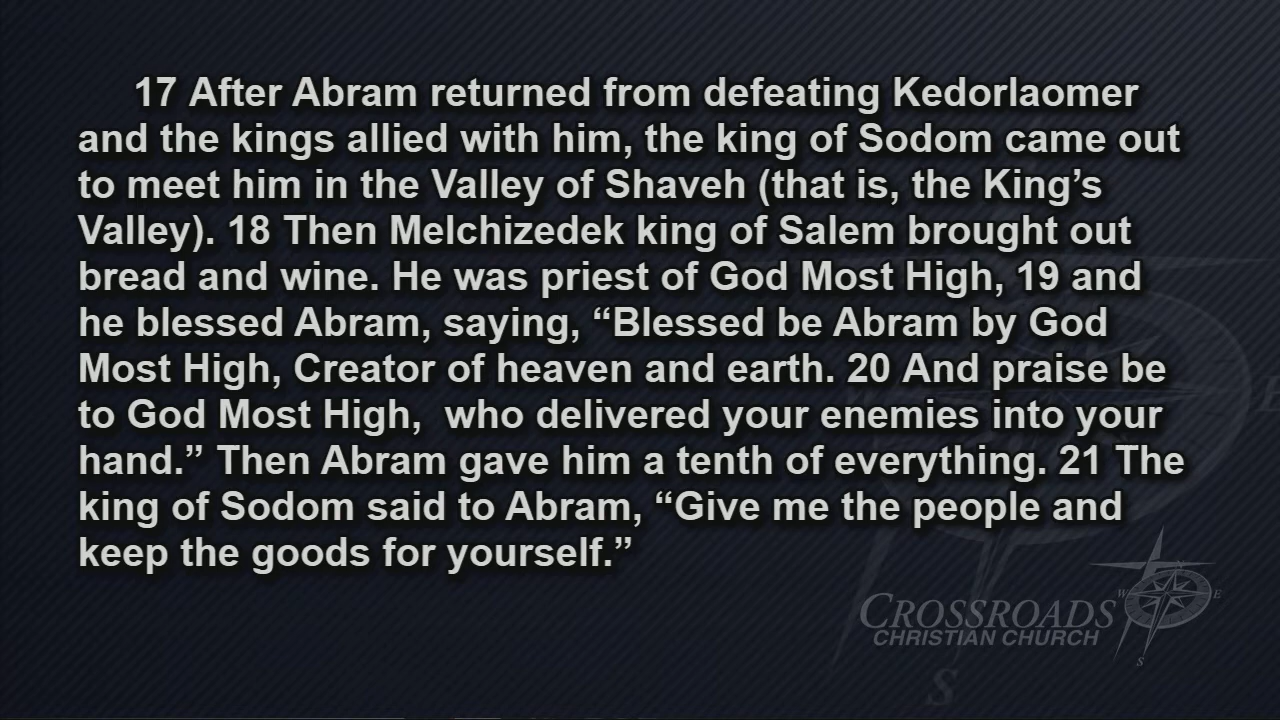 17 After Abram returned from defeating Kedorlaomer
and the kings allied with him, the king of Sodom came out
to meet him in the Valley of Shaveh (that is, the King’s
Valley). 18 Then Melchizedek king of Salem brought out
bread and wine. He was priest of God Most High, 19 and
he blessed Abram, saying, “Blessed be Abram by God
Most High, Creator of heaven and earth. 20 And praise be
to God Most High,  who delivered your enemies into your
hand.” Then Abram gave him a tenth of everything. 21 The
king of Sodom said to Abram, “Give me the people and
keep the goods for yourself.”
N
W E
CROSSROADS
CHRISTIAN CHURCH
S
W E
S